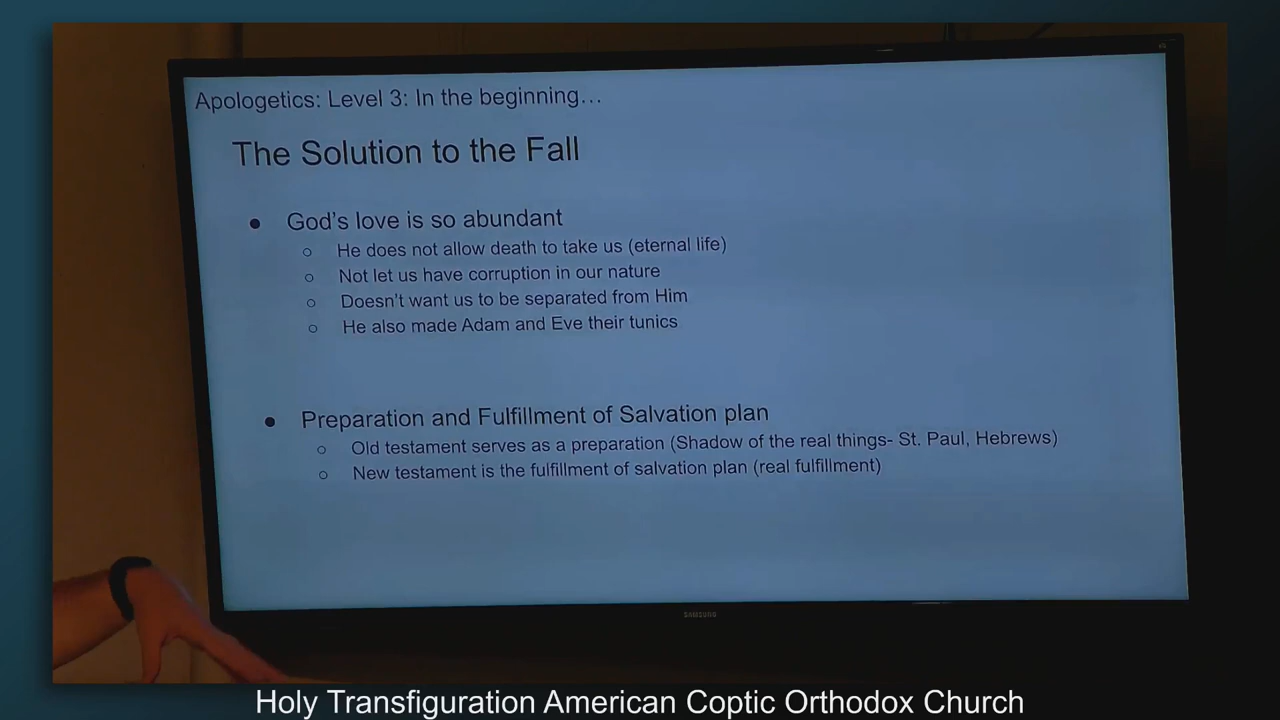 Apologetics: Level 3: In the beginning…
The Solution to the Fall
● God's love is so abundant
○ He does not allow death to take us (eternal life)
○ Not let us have corruption in our nature
○ Doesn't want us to be separated from Him
○ He also made Adam and Eve their tunics
● Preparation and Fulfillment of Salvation plan
○ Old testament serves as a preparation (Shadow of the real things- St. Paul, Hebrews)
○ New testament is the fulfillment of salvation plan (real fulfillment)
SAMSUNG
Holy Transfiguration American Coptic Orthodox Church